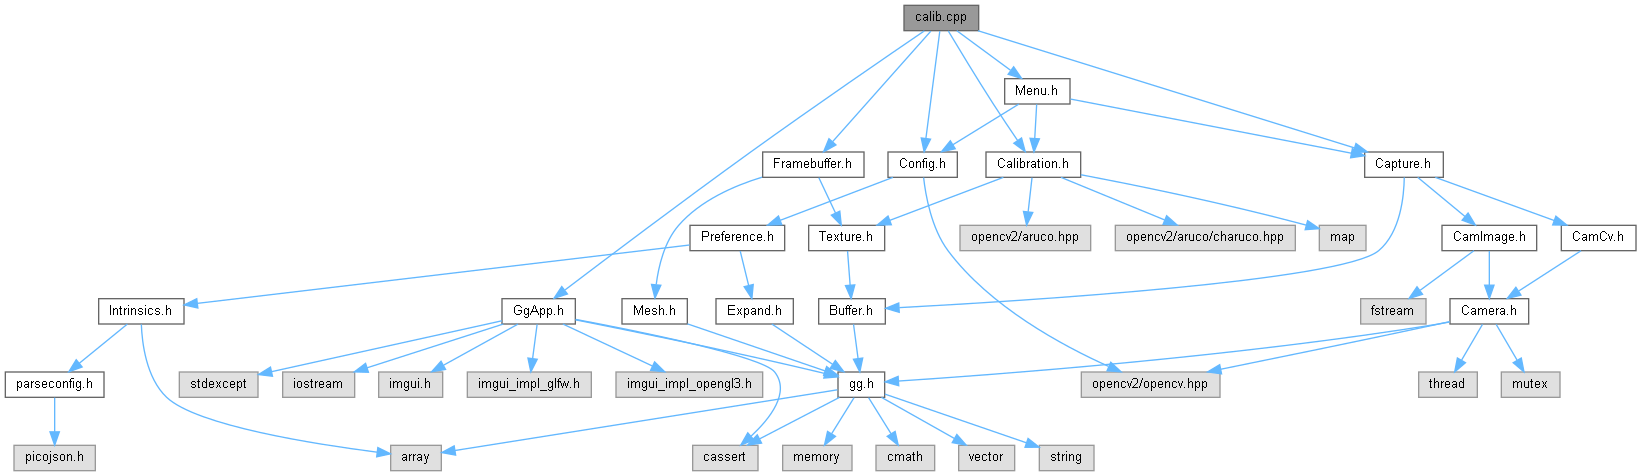 calib.cpp
Menu.h
Framebuffer.h
Config.h
Calibration.h
Capture.h
Preference.h
Texture.h
opencv2/aruco.hpp
opencv2/aruco/charuco.hpp
map
CamImage.h
CamCv.h
Intrinsics.h
GgApp.h
Mesh.h
Expand.h
Buffer.h
fstream
Camera.h
parseconfig.h
stdexcept
iostream
imgui.h
imgui_impl_glfw.h
imgui_impl_opengl3.h
gg.h
opencv2/opencv.hpp
thread
mutex
picojson.h
array
cassert
memory
cmath
vector
string